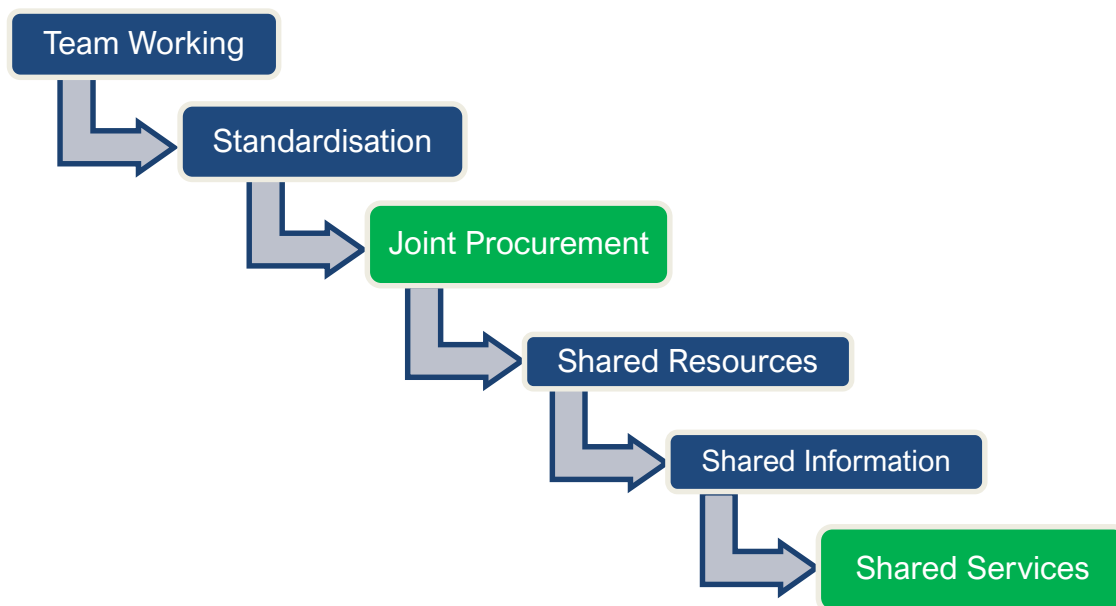 Team Working
Standardisation
Joint Procurement
Shared Resources
Shared Information
Shared Services